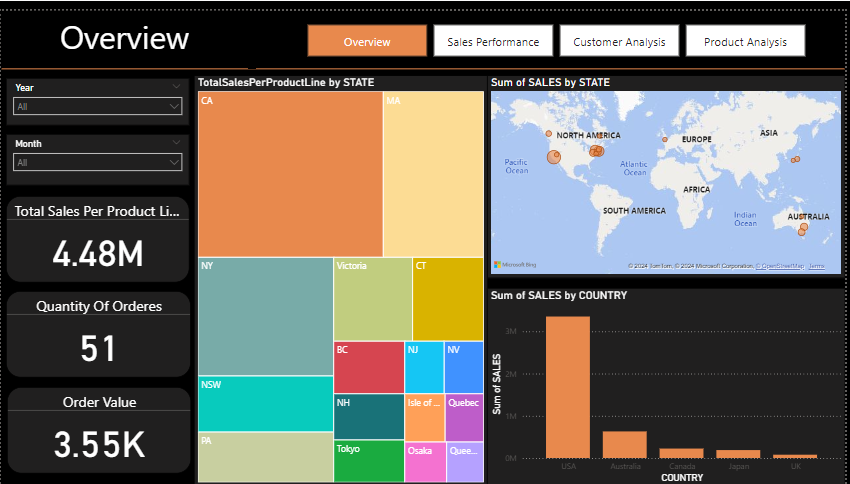 Overview
Overview
Sales Performance
Customer Analysis
Product Analysis
Year
All
Month
All
Total Sales Per Product Li...
4.48M
Quantity Of Orderes
51
Order Value
3.55K
TotalSalesPerProductLine by STATE
CA
MA
NY
Victoria
CT
BC
NJ
NV
NSW
NH
Isle of ...
Quebec
PA
Tokyo
Osaka
Quee...
Sum of SALES by STATE
NORTH AMERICA
EUROPE
ASIA
Pacific
Ocean
Atlantic
Ocean
AFRICA
SOUTH AMERICA
Indian
Ocean
AUSTRALIA
Microsoft Bing
© 2024 TomTom, © 2024 Microsoft Corporation, © OpenStreetMap Terms
Sum of SALES by COUNTRY
Sum of SALES
3M
2M
1M
0M
USA
Australia
Canada
Japan
UK
COUNTRY